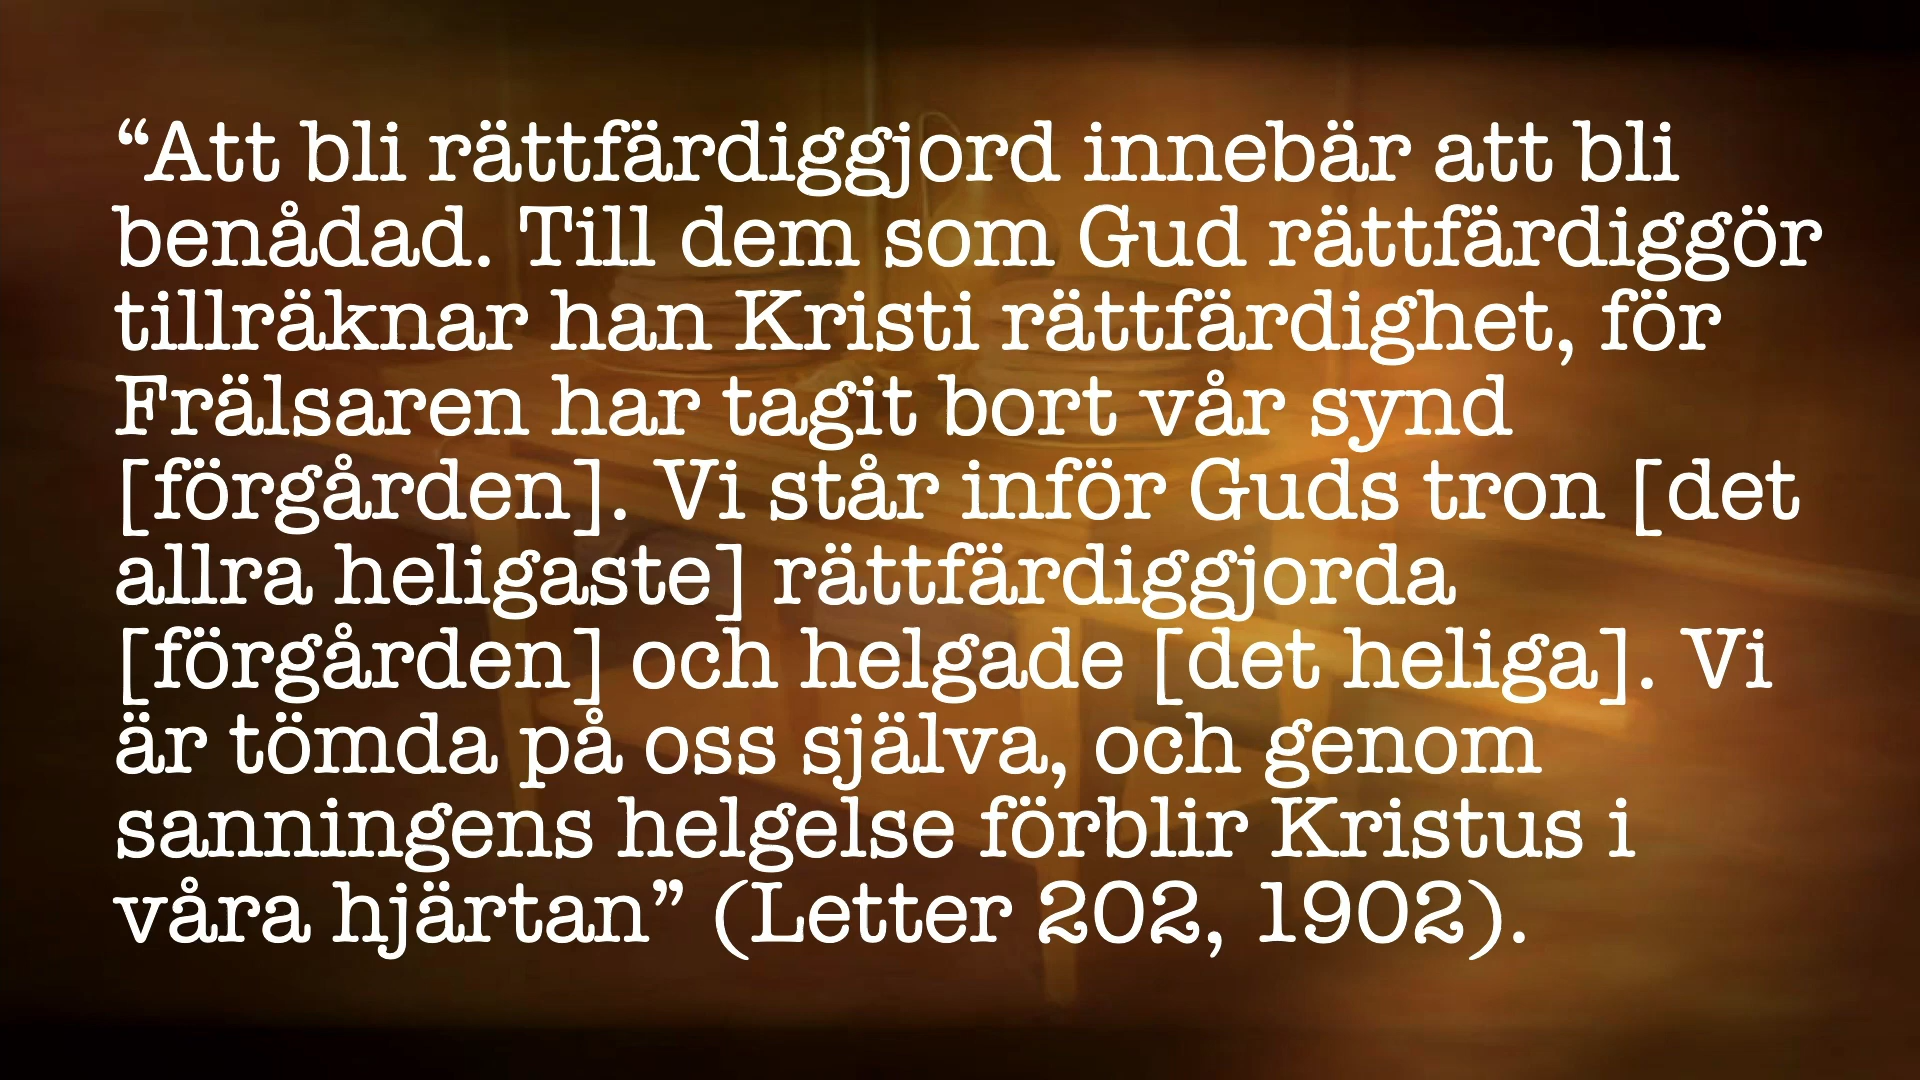 “Att bli rättfärdiggjord innebär att bli
benådad. Till dem som Gud rättfärdiggör
tillräknar han Kristi rättfärdighet, för
Frälsaren har tagit bort vår synd
[förgården]. Vi står inför Guds tron [det
allra heligaste] rättfärdiggjorda
[förgården] och helgade [det heliga]. Vi
är tömda på oss själva, och genom
sanningens helgelse förblir Kristus i
våra hjärtan” (Letter 202, 1902).